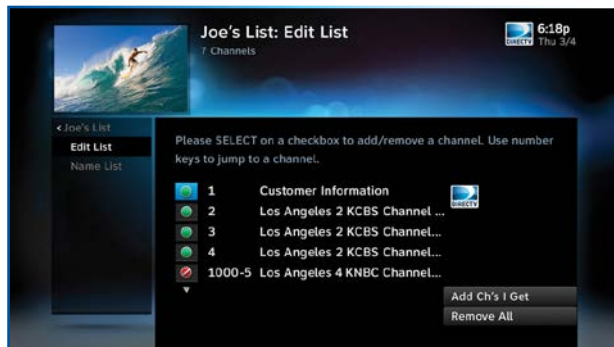 Joe's List: Edit List
7 Channels
DIRECTV
6:18p
Thu 3/4
<Joe's List
Edit List
Name List
Please SELECT on a checkbox to add/remove a channel. Use number
keys to jump to a channel.
1 Customer Information DIRECTV
2 Los Angeles 2 KCBS Channel ...
3 Los Angeles 2 KCBS Channel...
4 Los Angeles 2 KCBS Channel...
1000-5 Los Angeles 4 KNBC Channel...
Add Ch's I Get
Remove All